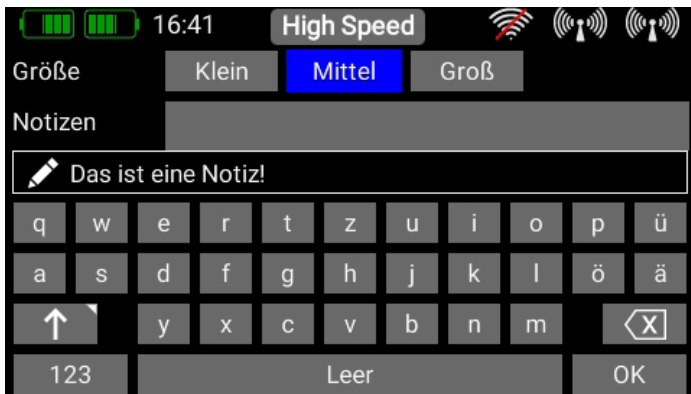 16:41 High Speed
Größe Klein Mittel Groß
Notizen
Das ist eine Notiz!
q w e r t z u i o p ü
a s d f g h j k l ö ä
y x c v b n m X
123 Leer OK